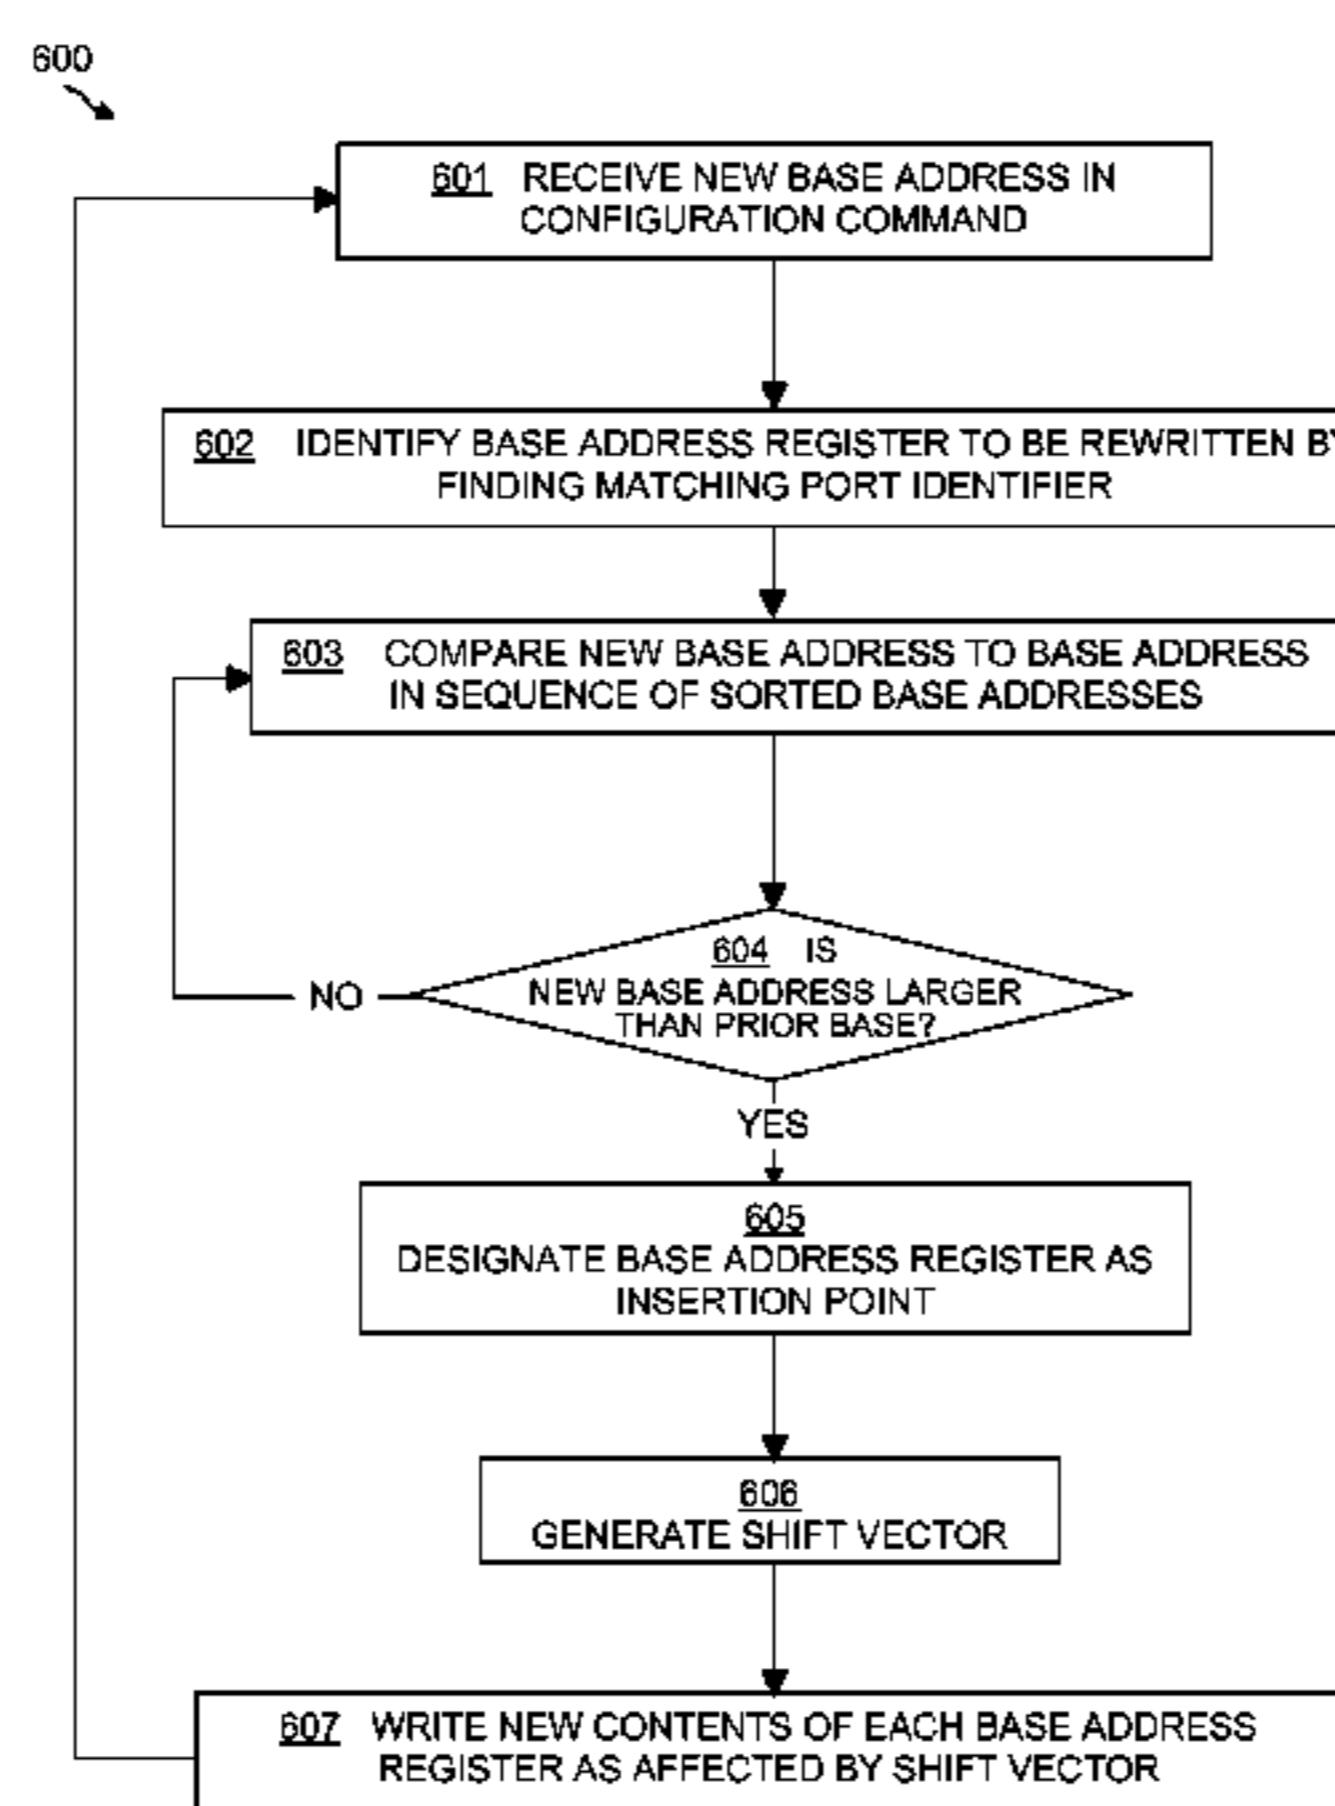 600
601 RECEIVE NEW BASE ADDRESS IN
CONFIGURATION COMMAND
602 IDENTIFY BASE ADDRESS REGISTER TO BE REWRITTEN
FINDING MATCHING PORT IDENTIFIER
603 COMPARE NEW BASE ADDRESS TO BASE ADDRESS
IN SEQUENCE OF SORTED BASE ADDRESSES
604 IS
NEW BASE ADDRESS LARGER
THAN PRIOR BASE?
NO
YES
605
DESIGNATE BASE ADDRESS REGISTER AS
INSERTION POINT
606
GENERATE SHIFT VECTOR
607 WRITE NEW CONTENTS OF EACH BASE ADDRESS
REGISTER AS AFFECTED BY SHIFT VECTOR